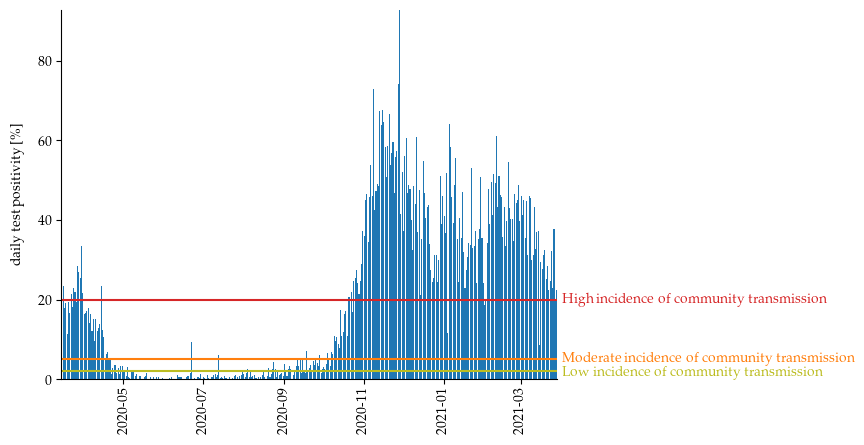 daily test positivity [%]
80
60
40
20
0
High incidence of community transmission
Moderate incidence of community transmission
Low incidence of community transmission
2020-05
2020-07
2020-09
2020-11
2021-01
2021-03